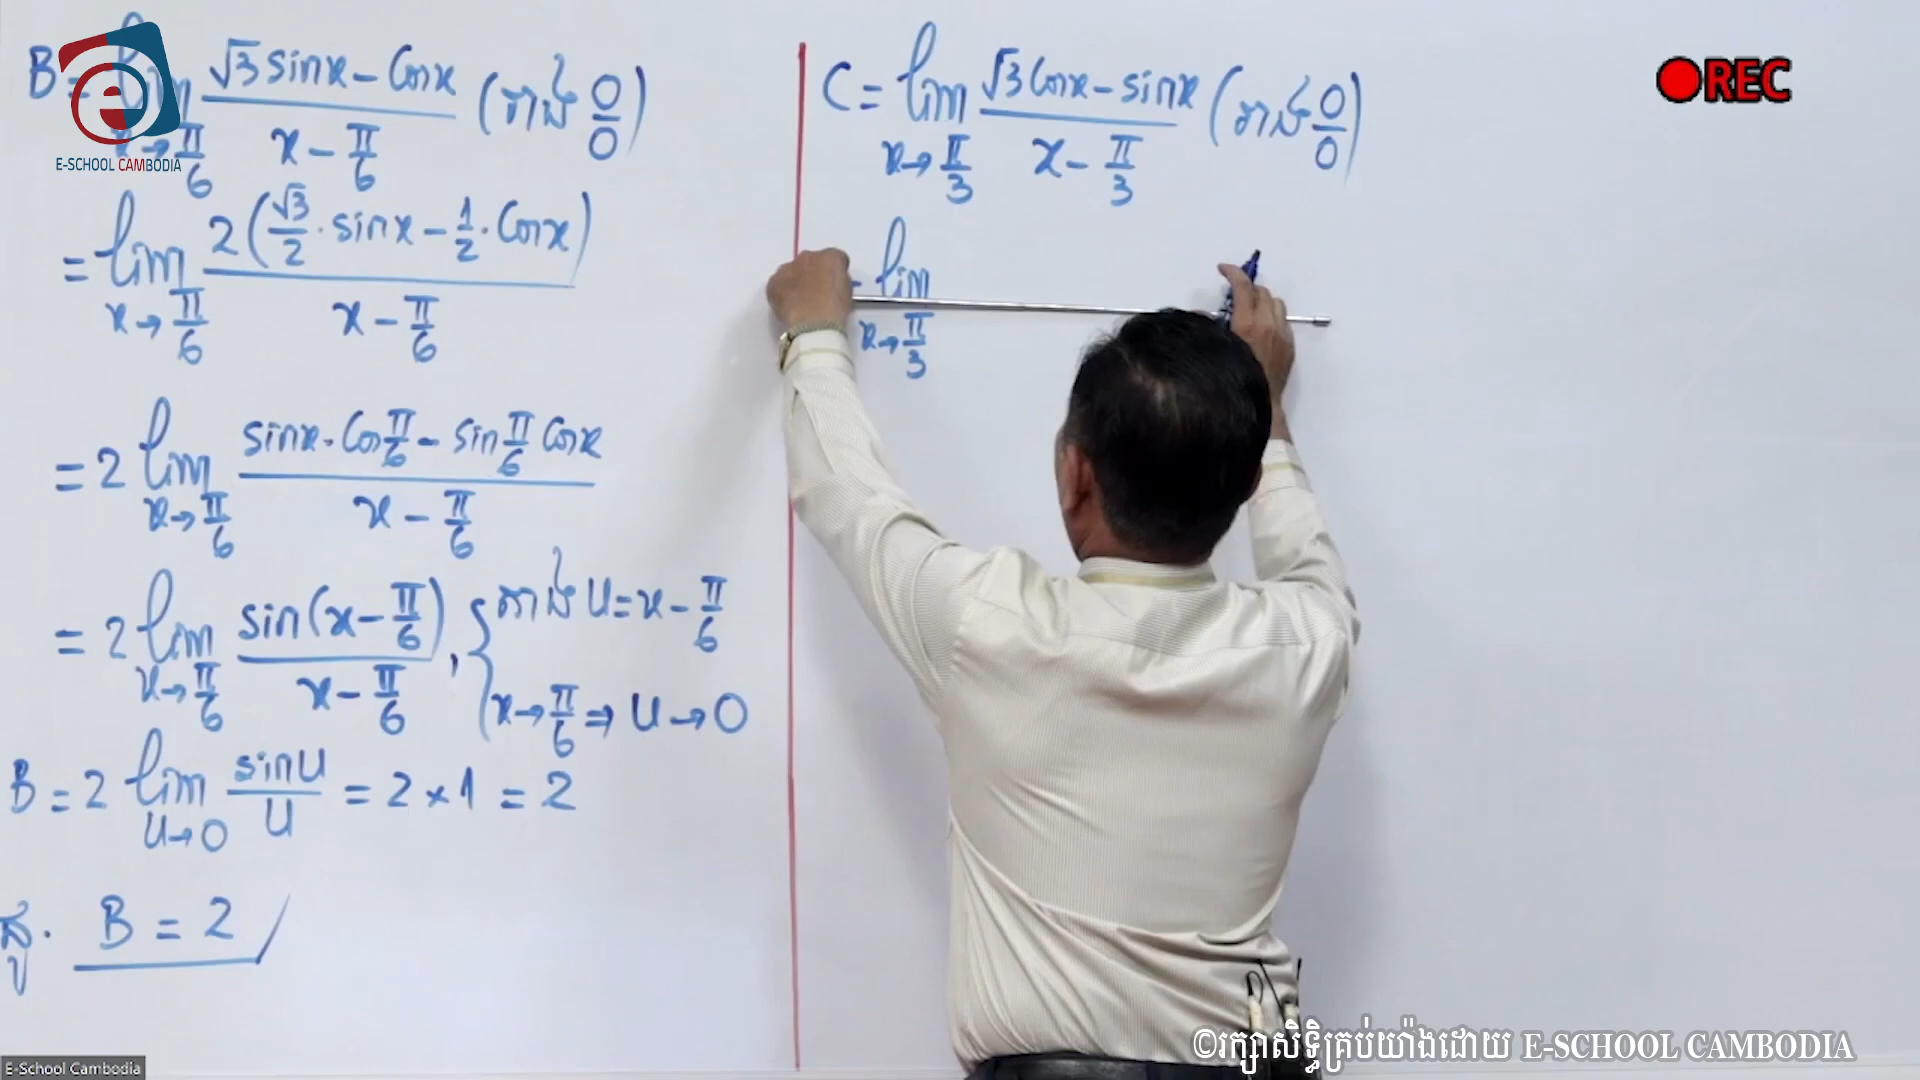 B = lim x→π/6 (√3 sinx − Cosx)/(x − π/6) (រាង 0/0)
= lim x→π/6 2(√3/2 · sinx − 1/2 · Cosx)/(x − π/6)
= 2 lim x→π/6 (sinx · Cos π/6 − sin π/6 Cosx)/(x − π/6)
= 2 lim x→π/6 sin(x − π/6)/(x − π/6) , { តាង U = x − π/6
x→π/6 ⇒ U→0
B = 2 lim U→0 sinU/U = 2 × 1 = 2
ដូ. B = 2
C = lim x→π/3 (√3 Cosx − sinx)/(x − π/3) (រាង 0/0)
= lim x→π/3
E-SCHOOL CAMBODIA
REC
©រក្សាសិទ្ធិគ្រប់យ៉ាងដោយ E-SCHOOL CAMBODIA
E-School Cambodia